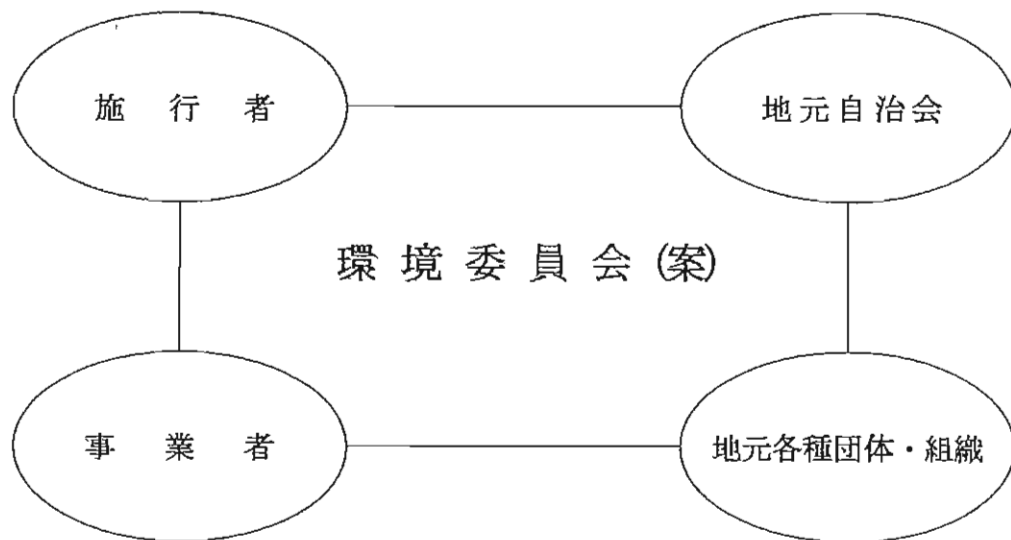 施行者
地元自治会
環境委員会(案)
事業者
地元各種団体・組織